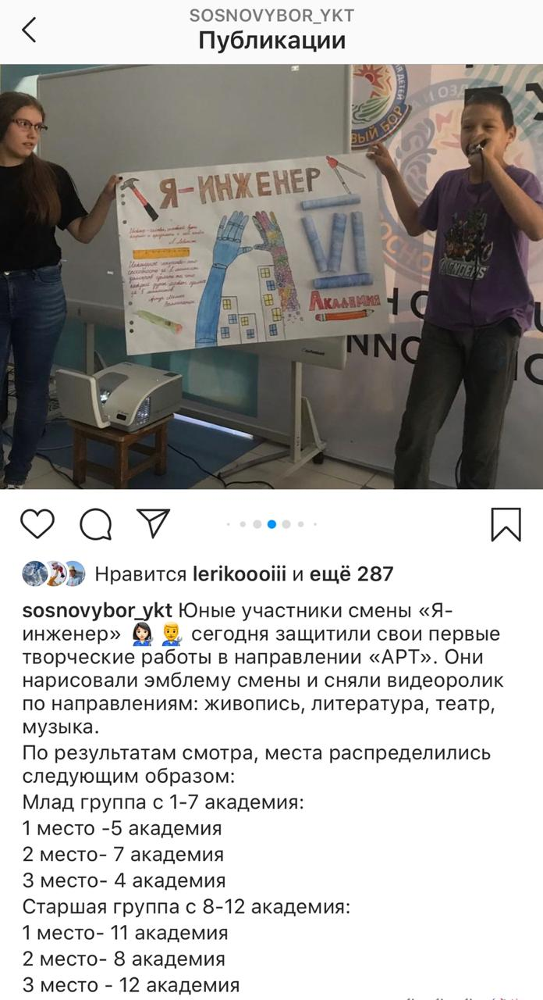 SOSNOVYBOR_YKT
Публикации
ВЫЙ БОР
Я-ИНЖЕНЕР
VI
АКАДЕМИЯ
NNO
Нравится lerikoooiii и ещё 287
sosnovybor_ykt Юные участники смены «Я-
инженер» 👩🏻‍🔧 👨‍🔧 сегодня защитили свои первые
творческие работы в направлении «АРТ». Они
нарисовали эмблему смены и сняли видеоролик
по направлениям: живопись, литература, театр,
музыка.
По результатам смотра, места распределились
следующим образом:
Млад группа с 1-7 академия:
1 место -5 академия
2 место- 7 академия
3 место- 4 академия
Старшая группа с 8-12 академия:
1 место- 11 академия
2 место- 8 академия
3 место - 12 академия